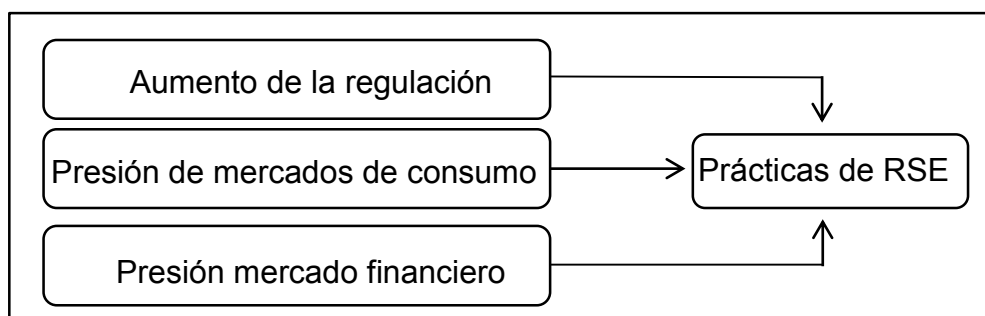 Aumento de la regulación
Presión de mercados de consumo
Prácticas de RSE
Presión mercado financiero